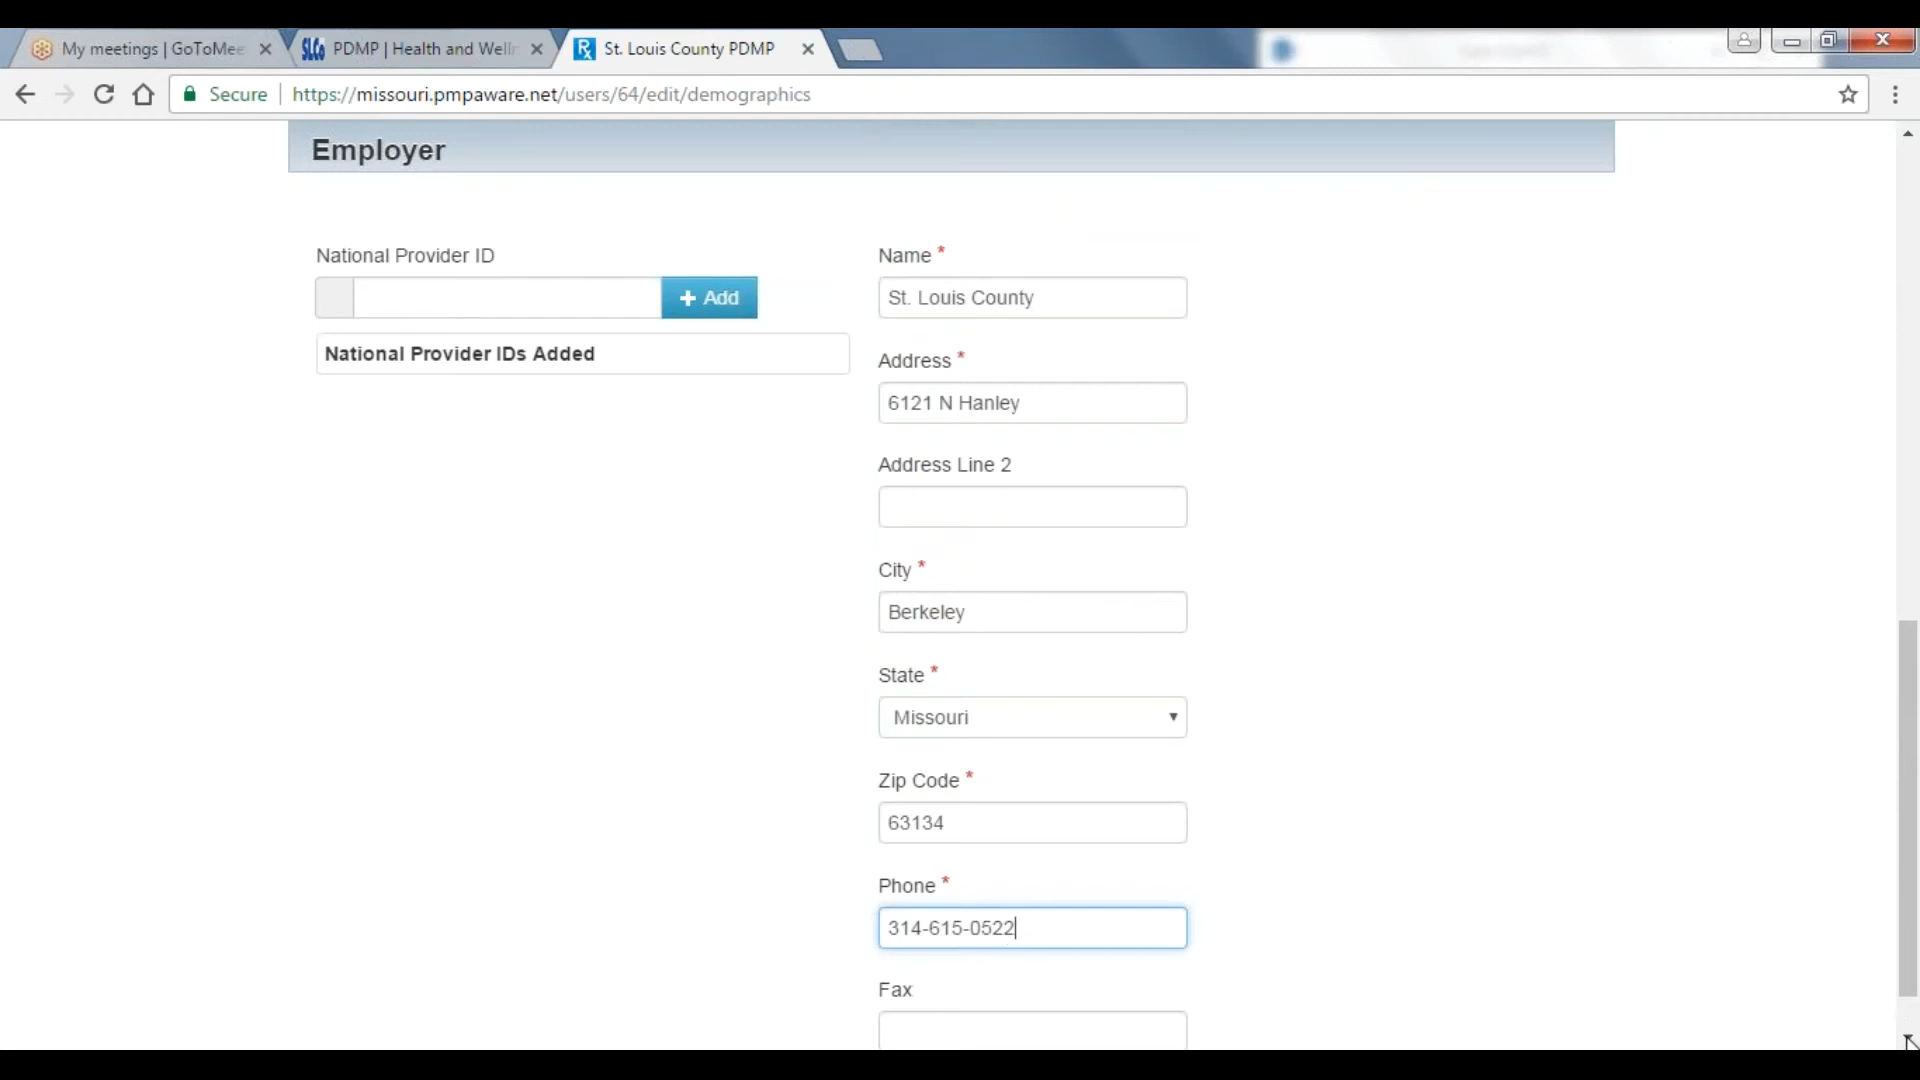 My meetings | GoToMee
SLCo PDMP | Health and Welln
Rx St. Louis County PDMP
Secure https://missouri.pmpaware.net/users/64/edit/demographics
Employer
National Provider ID
+ Add
National Provider IDs Added
Name *
St. Louis County
Address *
6121 N Hanley
Address Line 2
City *
Berkeley
State *
Missouri
Zip Code *
63134
Phone *
314-615-0522
Fax